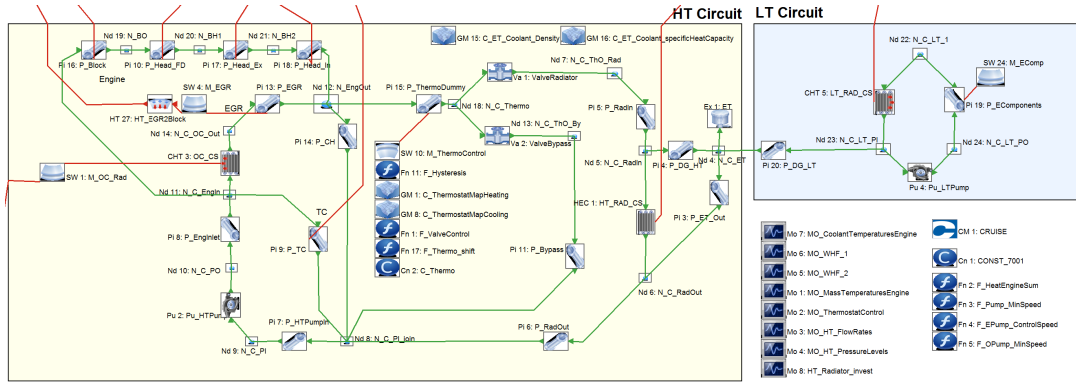 HT Circuit
LT Circuit
Nd 19: N_BO
Nd 20: N_BH1
Nd 21: N_BH2
Pi 16: P_Block
Pi 10: P_Head_FD
Pi 17: P_Head_Ex
Pi 18: P_Head_In
Engine
GM 15: C_ET_Coolant_Density
GM 16: C_ET_Coolant_specificHeatCapacity
Nd 7: N_C_ThO_Rad
Va 1: ValveRadiator
Nd 22: N_C_LT_1
SW 24: M_EComp
CHT 5: LT_RAD_CS
Pi 19: P_EComponents
SW 4: M_EGR
Pi 13: P_EGR
Nd 12: N_EngOut
Pi 15: P_ThermoDummy
Nd 18: N_C_Thermo
Pi 5: P_RadIn
Ex 1: ET
HT 27: HT_EGR2Block
EGR
Nd 14: N_C_OC_Out
Pi 14: P_CH
Nd 13: N_C_ThO_By
Va 2: ValveBypass
Nd 23: N_C_LT_PI
Nd 24: N_C_LT_PO
CHT 3: OC_CS
SW 10: M_ThermoControl
Nd 5: N_C_RadIn
Pi 4: P_DG_HT
Nd 4: N_C_ET
Pi 20: P_DG_LT
SW 1: M_OC_Rad
Fn 11: F_Hysteresis
Pu 4: Pu_LTPump
Nd 11: N_C_EngIn
GM 1: C_ThermostatMapHeating
HEC 1: HT_RAD_CS
TC
GM 8: C_ThermostatMapCooling
Pi 3: P_ET_Out
Pi 8: P_EngInlet
Pi 9: P_TC
Fn 1: F_ValveControl
Pi 11: P_Bypass
Fn 17: F_Thermo_shift
Nd 10: N_C_PO
Cn 2: C_Thermo
Nd 6: N_C_RadOut
Pu 2: Pu_HTPump
Pi 7: P_HTPumpIn
Pi 6: P_RadOut
Nd 9: N_C_PI
Nd 8: N_C_PI_join
Mo 7: MO_CoolantTemperaturesEngine
Mo 6: MO_WHF_1
Mo 5: MO_WHF_2
Mo 1: MO_MassTemperaturesEngine
Mo 2: MO_ThermostatControl
Mo 3: MO_HT_FlowRates
Mo 4: MO_HT_PressureLevels
Mo 8: HT_Radiator_invest
CM 1: CRUISE
Cn 1: CONST_7001
Fn 2: F_HeatEngineSum
Fn 3: F_Pump_MinSpeed
Fn 4: F_EPump_ControlSpeed
Fn 5: F_OPump_MinSpeed